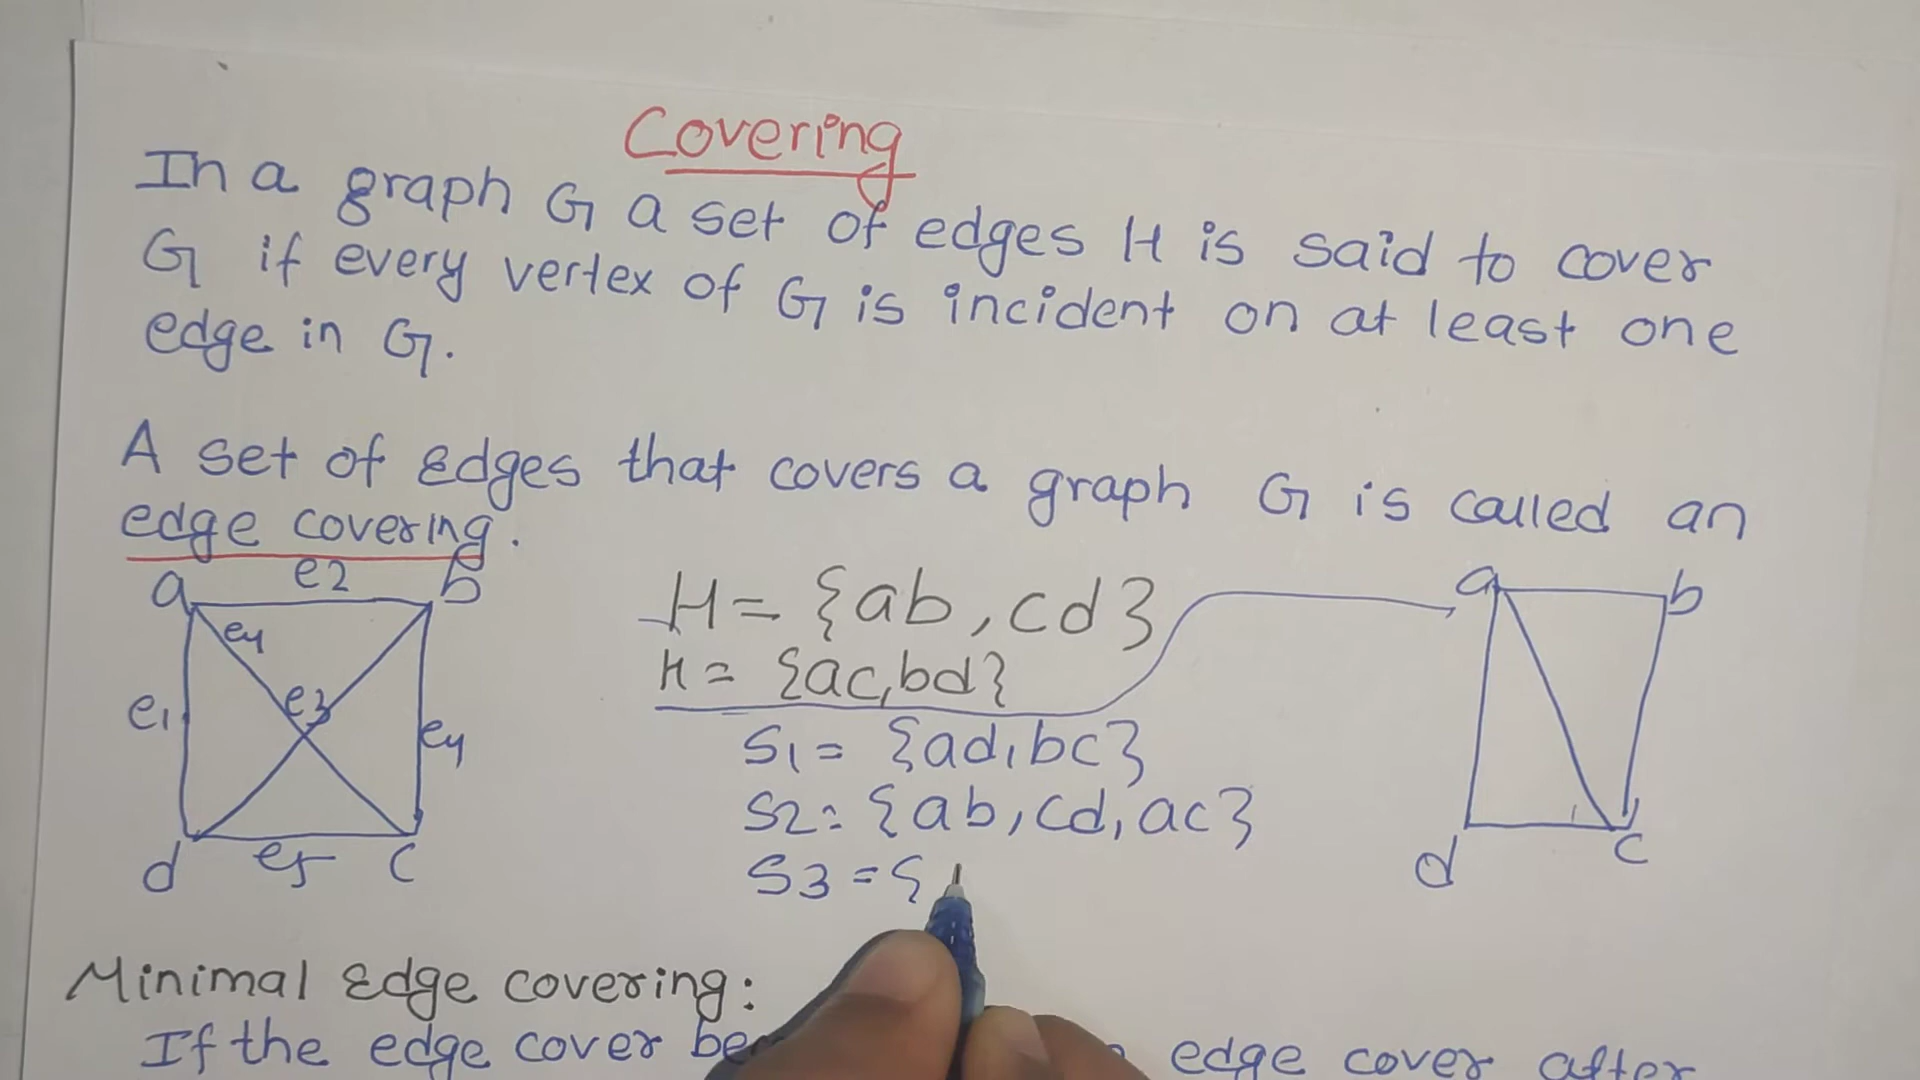 Covering
In a graph G a set of edges H is said to cover
G if every vertex of G is incident on at least one
edge in G.
A set of Edges that covers a graph G is called an
edge covering.
a e2 b
e4
e1 e3 e4
d e5 c
H = {ab, cd}
H = {ac, bd}
S1 = {ad, bc}
S2 = {ab, cd, ac}
S3 = {
a b
d c
Minimal Edge covering:
If the edge cover edge cover after